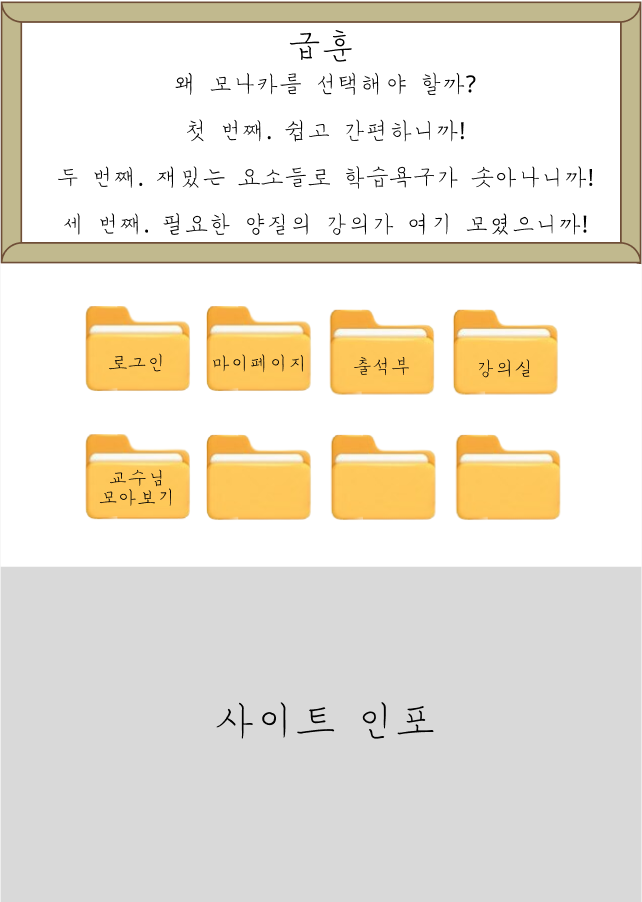 급훈
왜 모나카를 선택해야 할까?
첫 번째. 쉽고 간편하니까!
두 번째. 재밌는 요소들로 학습욕구가 솟아나니까!
세 번째. 필요한 양질의 강의가 여기 모였으니까!
로그인
마이페이지
출석부
강의실
교수님
모아보기
사이트 인포